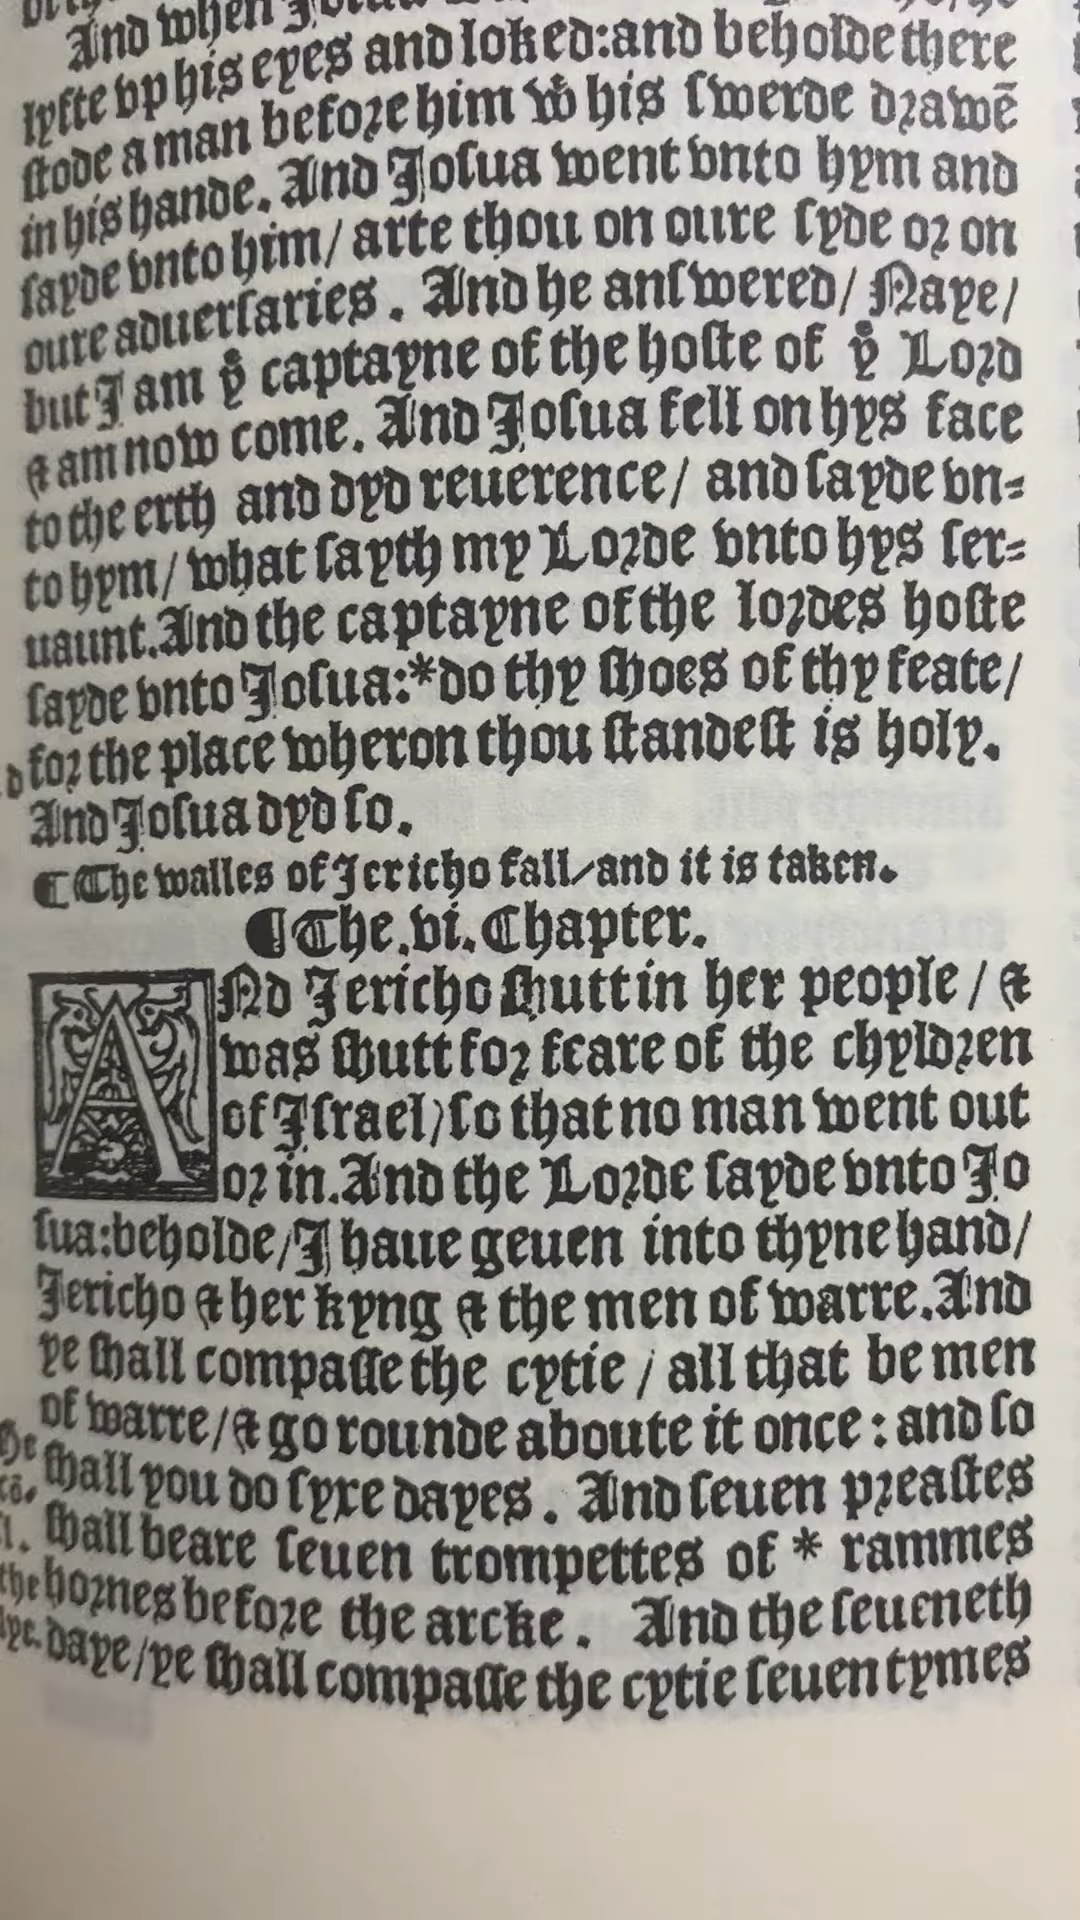 And when
lyfte vp his eyes and loked:and beholde there
stode a man before him wͭ his swerde drawē
in his hande. And Josua went vnto hym and
sayde vnto him/ arte thou on oure syde or on
oure aduersaries. And he answered/ Naye/
but I am yͤ captayne of the hoste of yͤ Lord
& am now come. And Josua fell on hys face
to the erth and dyd reuerence/ and sayde vn=
to hym/ what sayth my Lorde vnto hys ser=
uaunt. And the captayne of the lordes hoste
sayde vnto Josua:*do thy shoes of thy feate/
for the place wheron thou standest is holy.
And Josua dyd so.
¶ The walles of Jericho fall/and it is taken.
¶ The.vi.Chapter.
ANd Jericho shutt in her people / &
was shutt for feare of the chyldren
of Israel/so that no man went out
or in. And the Lorde sayde vnto Jo
sua:beholde/I haue geuen into thyne hand/
Jericho & her kyng & the men of warre. And
ye shall compasse the cytie / all that be men
of warre/& go rounde aboute it once : and so
shall you do syxe dayes. And seuen preastes
shall beare seuen trompettes of * rammes
hornes before the arcke. And the seueneth
daye/ye shall compasse the cytie seuen tymes
the